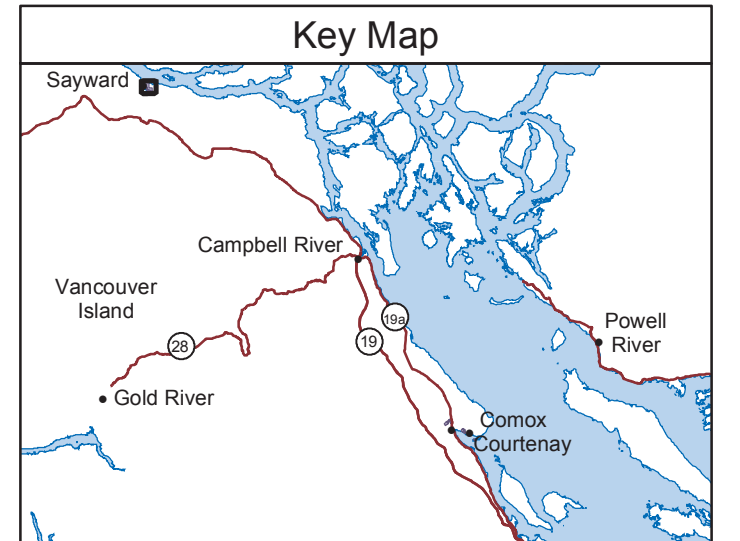 Key Map
Sayward
Campbell River
Vancouver
Island
19a
Powell
River
19
28
Gold River
Comox
Courtenay